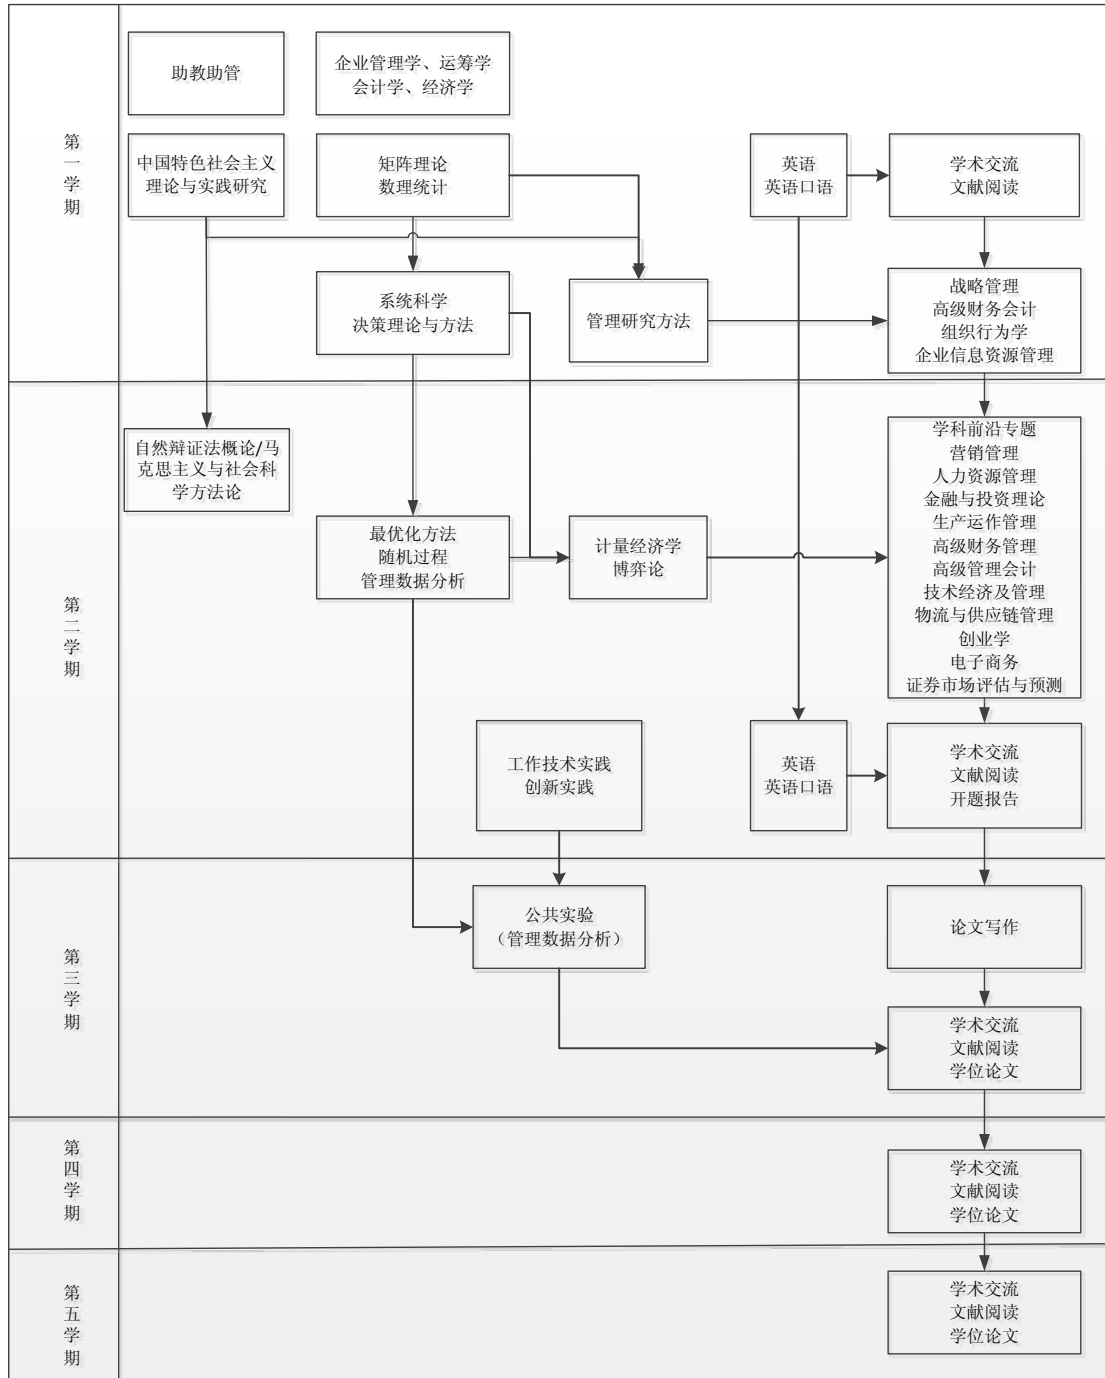 第一学期
助教助管
企业管理学、运筹学
会计学、经济学
中国特色社会主义
理论与实践研究
矩阵理论
数理统计
英语
英语口语
学术交流
文献阅读
系统科学
决策理论与方法
管理研究方法
战略管理
高级财务会计
组织行为学
企业信息资源管理
第二学期
自然辩证法概论/马
克思主义与社会科
学方法论
最优化方法
随机过程
管理数据分析
计量经济学
博弈论
学科前沿专题
营销管理
人力资源管理
金融与投资理论
生产运作管理
高级财务管理
高级管理会计
技术经济及管理
物流与供应链管理
创业学
电子商务
证券市场评估与预测
工作技术实践
创新实践
英语
英语口语
学术交流
文献阅读
开题报告
第三学期
公共实验
（管理数据分析）
论文写作
学术交流
文献阅读
学位论文
第四学期
学术交流
文献阅读
学位论文
第五学期
学术交流
文献阅读
学位论文